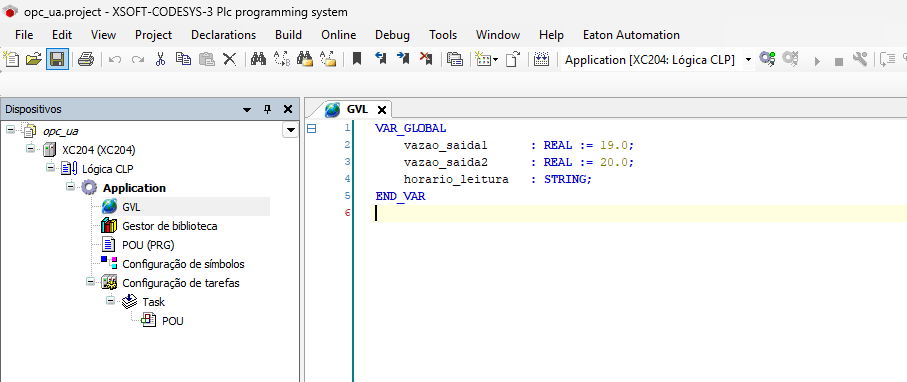 opc_ua.project - XSOFT-CODESYS-3 Plc programming system
File Edit View Project Declarations Build Online Debug Tools Window Help Eaton Automation
Application [XC204: Lógica CLP]
Dispositivos
opc_ua
XC204 (XC204)
Lógica CLP
Application
GVL
Gestor de biblioteca
POU (PRG)
Configuração de símbolos
Configuração de tarefas
Task
POU
GVL
1 VAR_GLOBAL
2 vazao_saida1 : REAL := 19.0;
3 vazao_saida2 : REAL := 20.0;
4 horario_leitura : STRING;
5 END_VAR
6